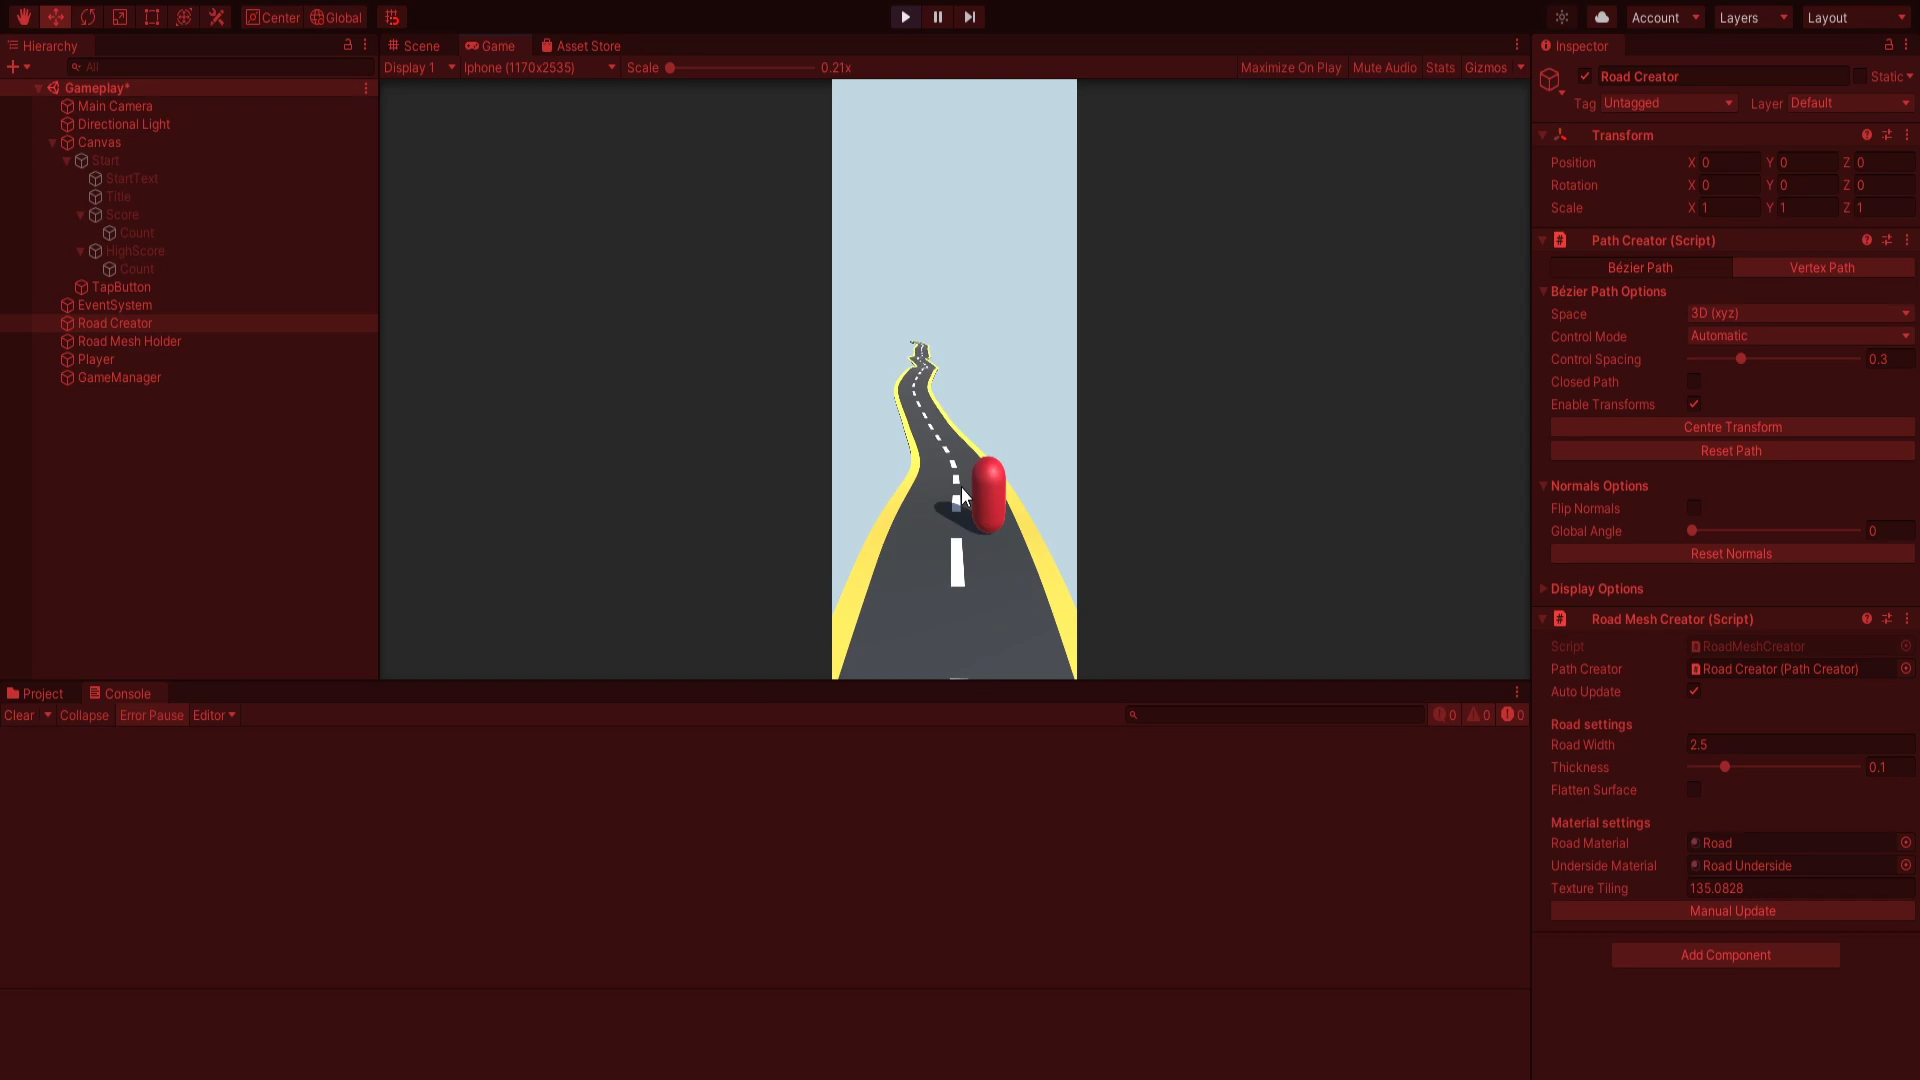 Center
Global
Account
Layers
Layout
Hierarchy
All
Gameplay*
Main Camera
Directional Light
Canvas
Start
StartText
Title
Score
Count
HighScore
Count
TapButton
EventSystem
Road Creator
Road Mesh Holder
Player
GameManager
Scene
Game
Asset Store
Display 1
Iphone (1170x2535)
Scale
0.21x
Maximize On Play
Mute Audio
Stats
Gizmos
Project
Console
Clear
Collapse
Error Pause
Editor
0
0
0
Inspector
Road Creator
Static
Tag Untagged
Layer Default
Transform
Position X 0 Y 0 Z 0
Rotation X 0 Y 0 Z 0
Scale X 1 Y 1 Z 1
Path Creator (Script)
Bézier Path
Vertex Path
Bézier Path Options
Space 3D (xyz)
Control Mode Automatic
Control Spacing 0.3
Closed Path
Enable Transforms
Centre Transform
Reset Path
Normals Options
Flip Normals
Global Angle 0
Reset Normals
Display Options
Road Mesh Creator (Script)
Script RoadMeshCreator
Path Creator Road Creator (Path Creator)
Auto Update
Road settings
Road Width 2.5
Thickness 0.1
Flatten Surface
Material settings
Road Material Road
Underside Material Road Underside
Texture Tiling 135.0828
Manual Update
Add Component